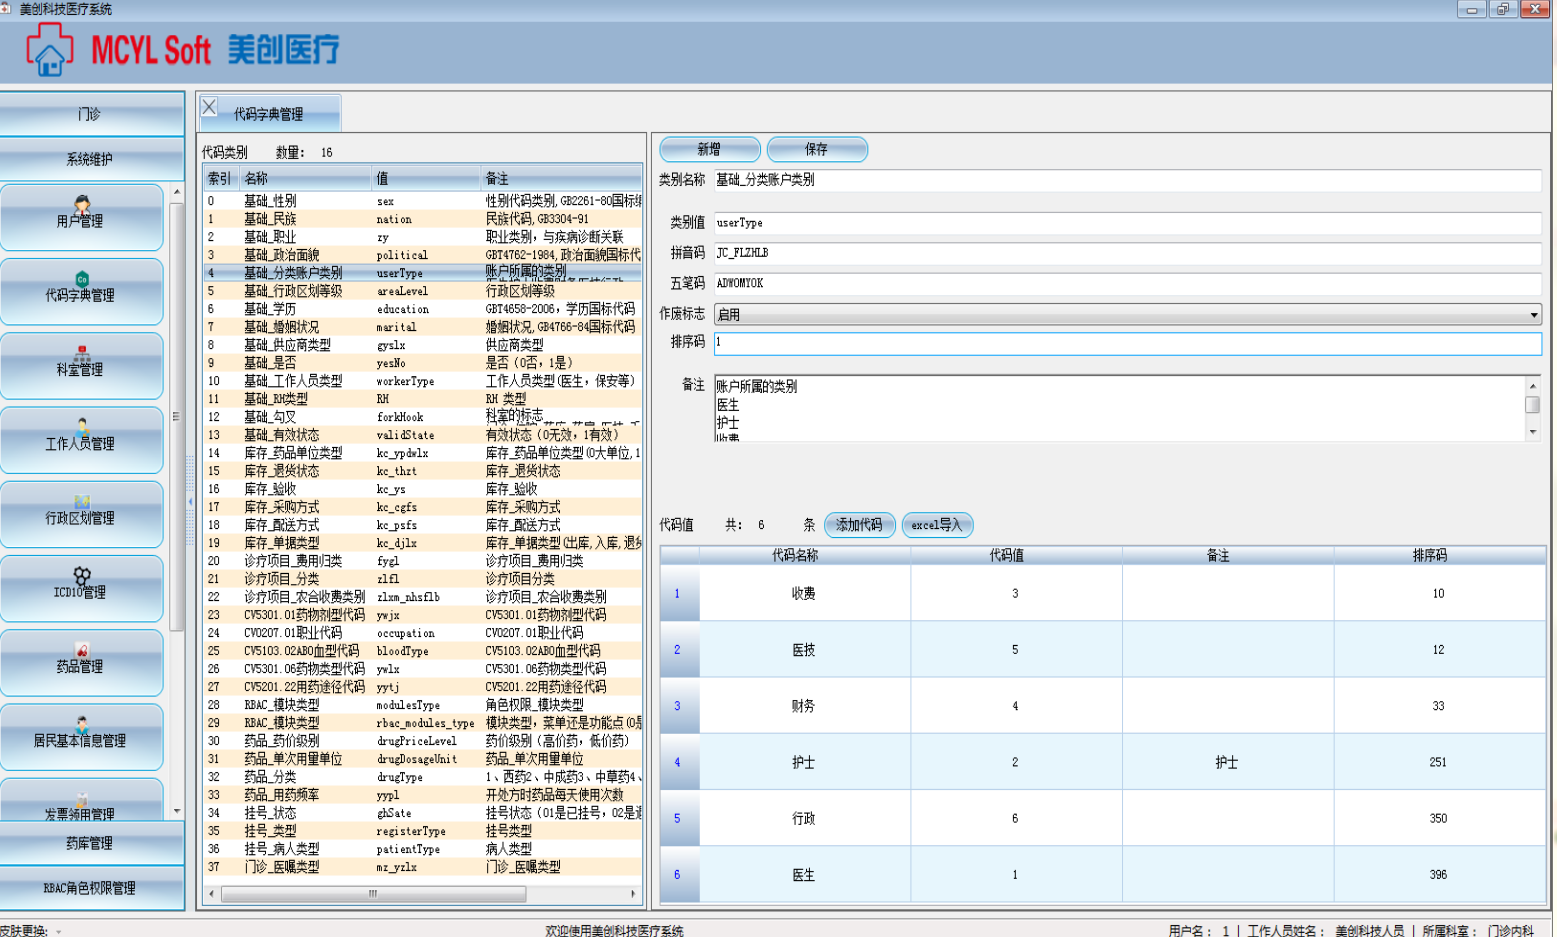 美创科技医疗系统
MCYL Soft 美创医疗
门诊
系统维护
用户管理
代码字典管理
科室管理
工作人员管理
行政区划管理
ICD10管理
药品管理
居民基本信息管理
发票领用管理
药库管理
RBAC角色权限管理
代码字典管理
代码类别 数量： 16
索引 名称 值 备注
0 基础_性别 sex 性别代码类别,GB2261-80国标编
1 基础_民族 nation 民族代码,GB3304-91
2 基础_职业 zy 职业类别，与疾病诊断关联
3 基础_政治面貌 political GBT4762-1984,政治面貌国标代
4 基础_分类账户类别 userType 账户所属的类别
5 基础_行政区划等级 areaLevel 行政区划等级
6 基础_学历 education GBT4658-2006，学历国标代码
7 基础_婚姻状况 marital 婚姻状况,GB4766-84国标代码
8 基础_供应商类型 gyslx 供应商类型
9 基础_是否 yesNo 是否（0否，1是）
10 基础_工作人员类型 workerType 工作人员类型(医生，保安等)
11 基础_RH类型 RH RH 类型
12 基础_勾叉 forkHook 科室的标志
13 基础_有效状态 validState 有效状态（0无效，1有效）
14 库存_药品单位类型 kc_ypdwlx 库存_药品单位类型(0大单位,1
15 库存_退货状态 kc_thzt 库存_退货状态
16 库存_验收 kc_ys 库存_验收
17 库存_采购方式 kc_cgfs 库存_采购方式
18 库存_配送方式 kc_psfs 库存_配送方式
19 库存_单据类型 kc_djlx 库存_单据类型(出库,入库,退货
20 诊疗项目_费用归类 fygl 诊疗项目_费用归类
21 诊疗项目_分类 zlfl 诊疗项目分类
22 诊疗项目_农合收费类别 zlxm_nhsflb 诊疗项目_农合收费类别
23 CV5301.01药物剂型代码 ywjx CV5301.01药物剂型代码
24 CV0207.01职业代码 occupation CV0207.01职业代码
25 CV5103.02ABO血型代码 bloodType CV5103.02ABO血型代码
26 CV5301.06药物类型代码 ywlx CV5301.06药物类型代码
27 CV5201.22用药途径代码 yytj CV5201.22用药途径代码
28 RBAC_模块类型 modulesType 角色权限_模块类型
29 RBAC_模块类型 rbac_modules_type 模块类型，菜单还是功能点(0是
30 药品_药价级别 drugPriceLevel 药价级别（高价药，低价药）
31 药品_单次用量单位 drugDosageUnit 药品_单次用量单位
32 药品_分类 drugType 1、西药2、中成药3、中草药4、
33 药品_用药频率 yypl 开处方时药品每天使用次数
34 挂号_状态 ghSate 挂号状态（01是已挂号，02是退
35 挂号_类型 registerType 挂号类型
36 挂号_病人类型 patientType 病人类型
37 门诊_医嘱类型 mz_yzlx 门诊_医嘱类型
新增 保存
类别名称 基础_分类账户类别
类别值 userType
拼音码 JC_FLZHLB
五笔码 ADWOMYOK
作废标志 启用
排序码 1
备注 账户所属的类别
医生
护士
收费
代码值 共： 6 条 添加代码 excel导入
代码名称 代码值 备注 排序码
1 收费 3 10
2 医技 5 12
3 财务 4 33
4 护士 2 护士 251
5 行政 6 350
6 医生 1 396
皮肤更换： 欢迎使用美创科技医疗系统 用户名： 1 | 工作人员姓名： 美创科技人员 | 所属科室： 门诊内科